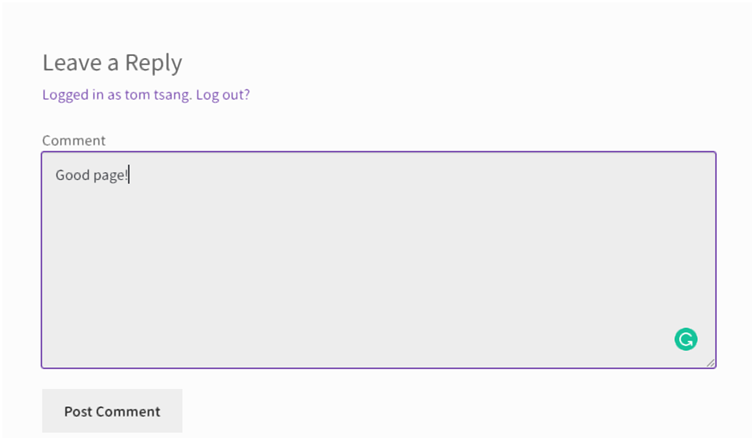 Leave a Reply
Logged in as tom tsang. Log out?
Comment
Good page!
Post Comment